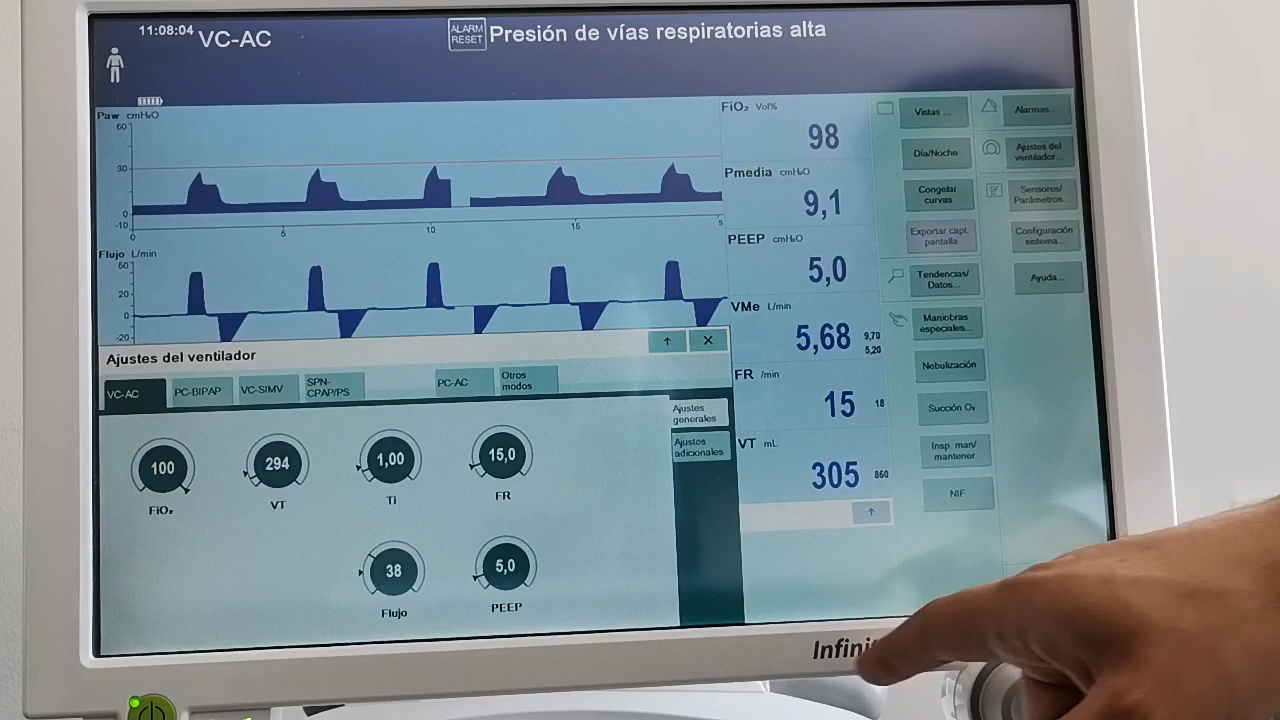 11:08:04 VC-AC
ALARM
RESET
Presión de vías respiratorias alta
Paw cmH₂O
60
30
0
-10
0
5
10
15
5
Flujo L/min
50
20
0
-20
FiO₂ Vol%
98
Pmedia cmH₂O
9,1
PEEP cmH₂O
5,0
VMe L/min
5,68
9,70
5,20
FR /min
15
18
VT mL
305
860
Vistas ...
Día/Noche
Congelar
curvas
Exportar capt.
pantalla
Tendencias/
Datos...
Maniobras
especiales...
Nebulización
Succión O₂
Insp. man/
mantener
NIF
Alarmas...
Ajustes del
ventilador...
Sensores/
Parámetros...
Configuración
sistema...
Ayuda...
Ajustes del ventilador
VC-AC
PC-BIPAP
VC-SIMV
SPN-
CPAP/PS
PC-AC
Otros
modos
Ajustes
generales
Ajustes
adicionales
100
FiO₂
294
VT
1,00
Ti
15,0
FR
38
Flujo
5,0
PEEP